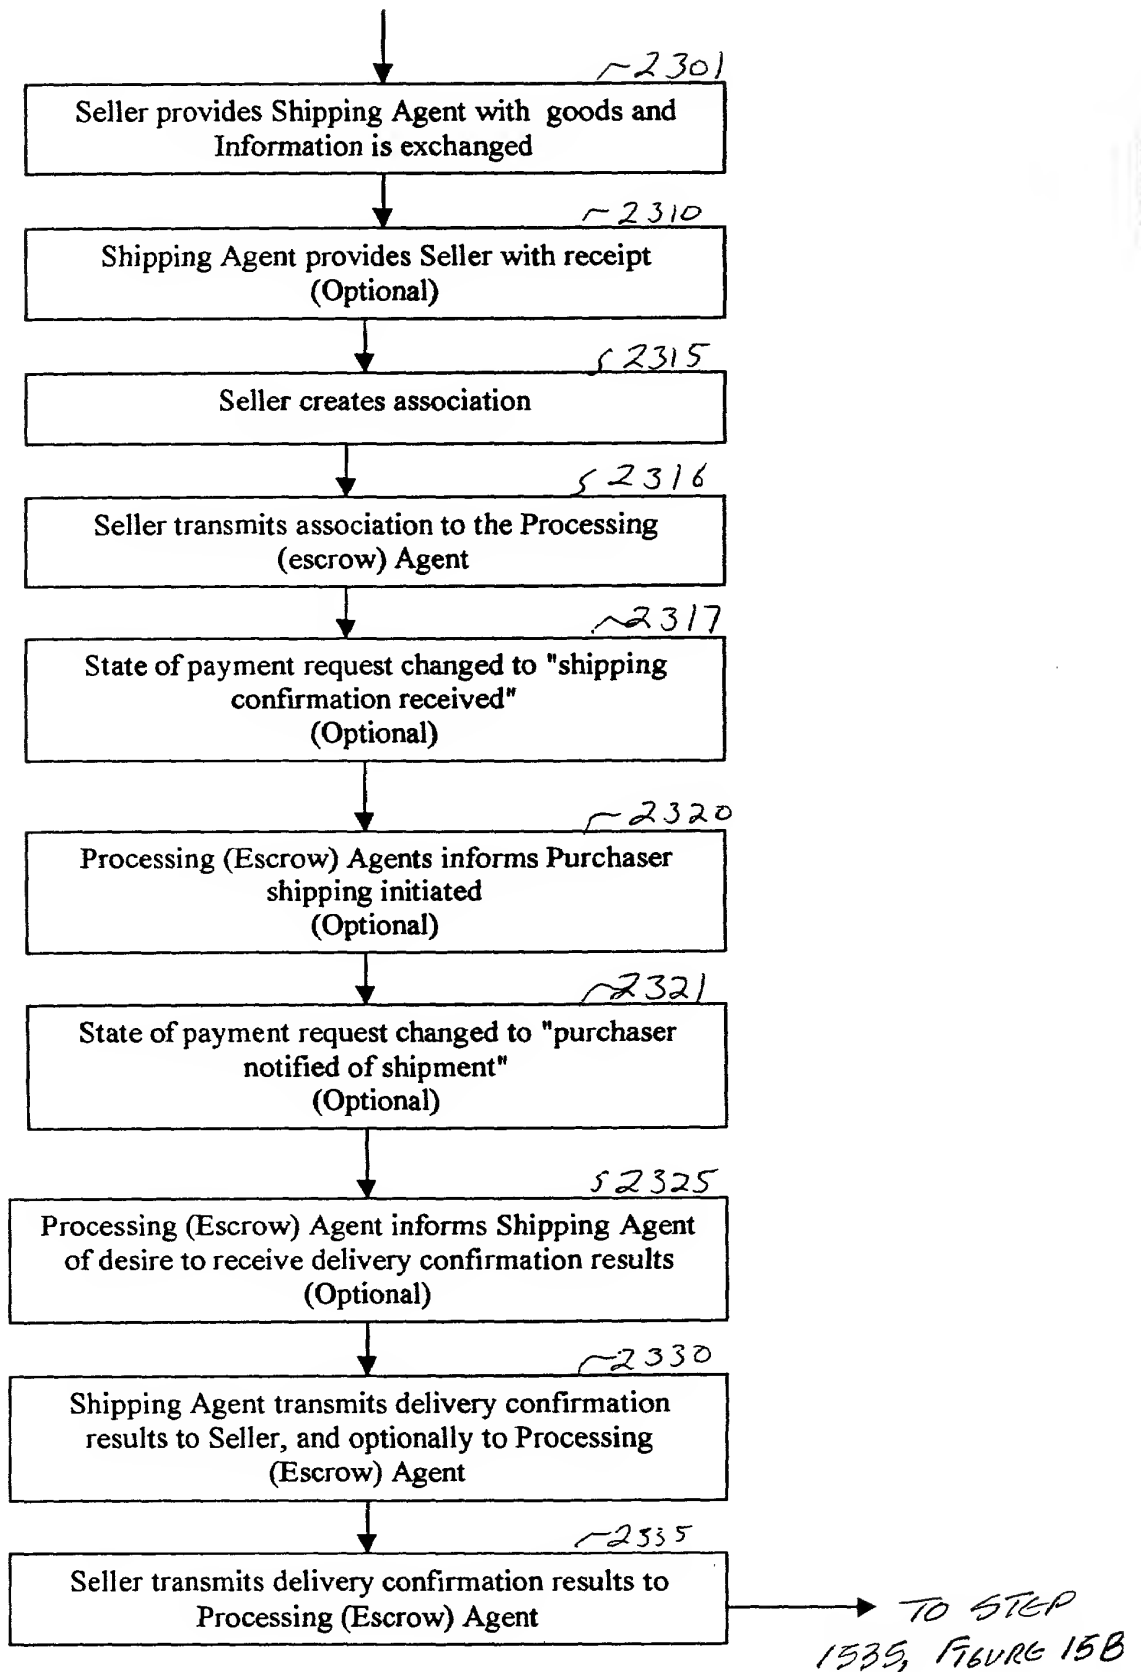 ~2301
Seller provides Shipping Agent with goods and
Information is exchanged
~2310
Shipping Agent provides Seller with receipt
(Optional)
2315
Seller creates association
2316
Seller transmits association to the Processing
(escrow) Agent
~2317
State of payment request changed to "shipping
confirmation received"
(Optional)
~2320
Processing (Escrow) Agents informs Purchaser
shipping initiated
(Optional)
~2321
State of payment request changed to "purchaser
notified of shipment"
(Optional)
2325
Processing (Escrow) Agent informs Shipping Agent
of desire to receive delivery confirmation results
(Optional)
~2330
Shipping Agent transmits delivery confirmation
results to Seller, and optionally to Processing
(Escrow) Agent
~2335
Seller transmits delivery confirmation results to
Processing (Escrow) Agent
TO STEP
1535, FIGURE 15B